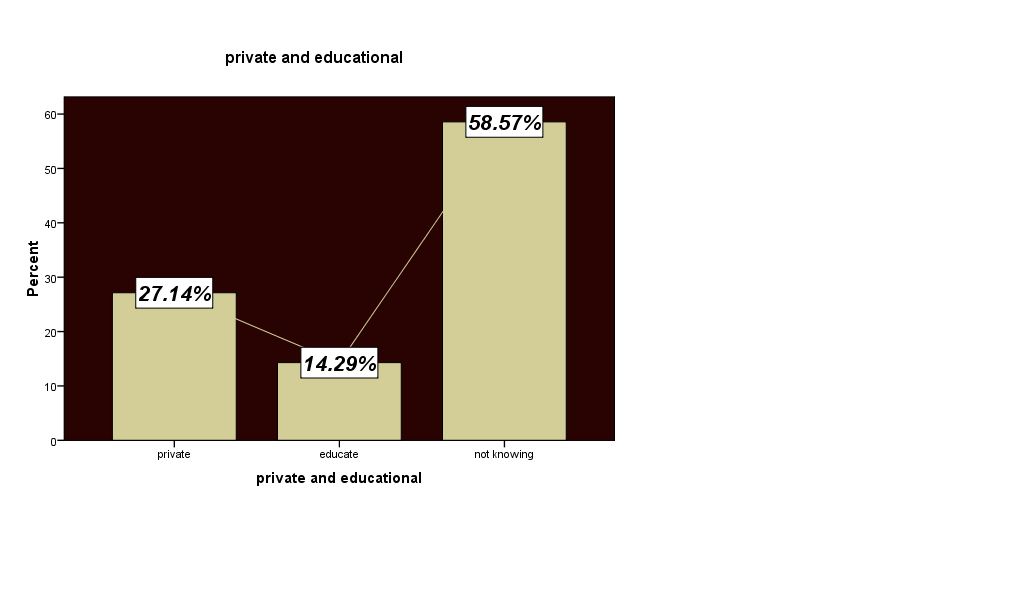 private and educational
60
50
40
30
20
10
0
Percent
27.14%
14.29%
58.57%
private educate not knowing
private and educational